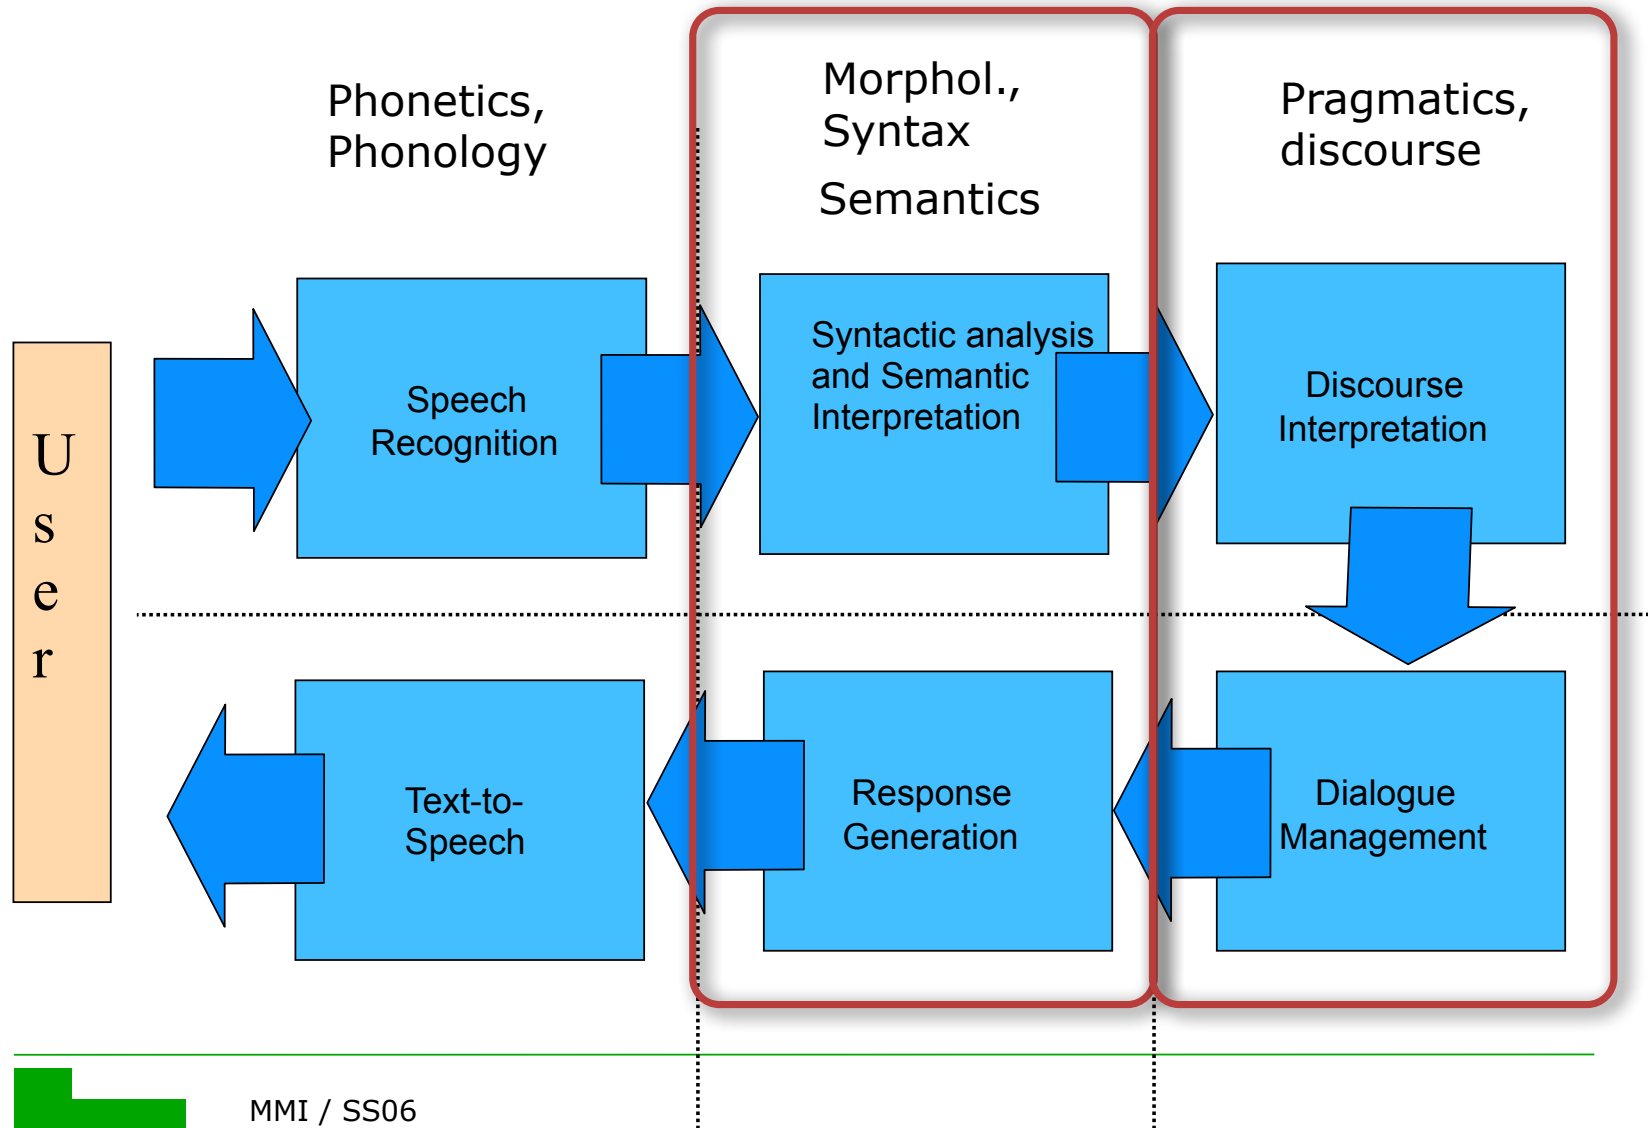 Phonetics,
Phonology
Morphol.,
Syntax
Semantics
Pragmatics,
discourse
User
Speech
Recognition
Syntactic analysis
and Semantic
Interpretation
Discourse
Interpretation
Text-to-
Speech
Response
Generation
Dialogue
Management
MMI / SS06